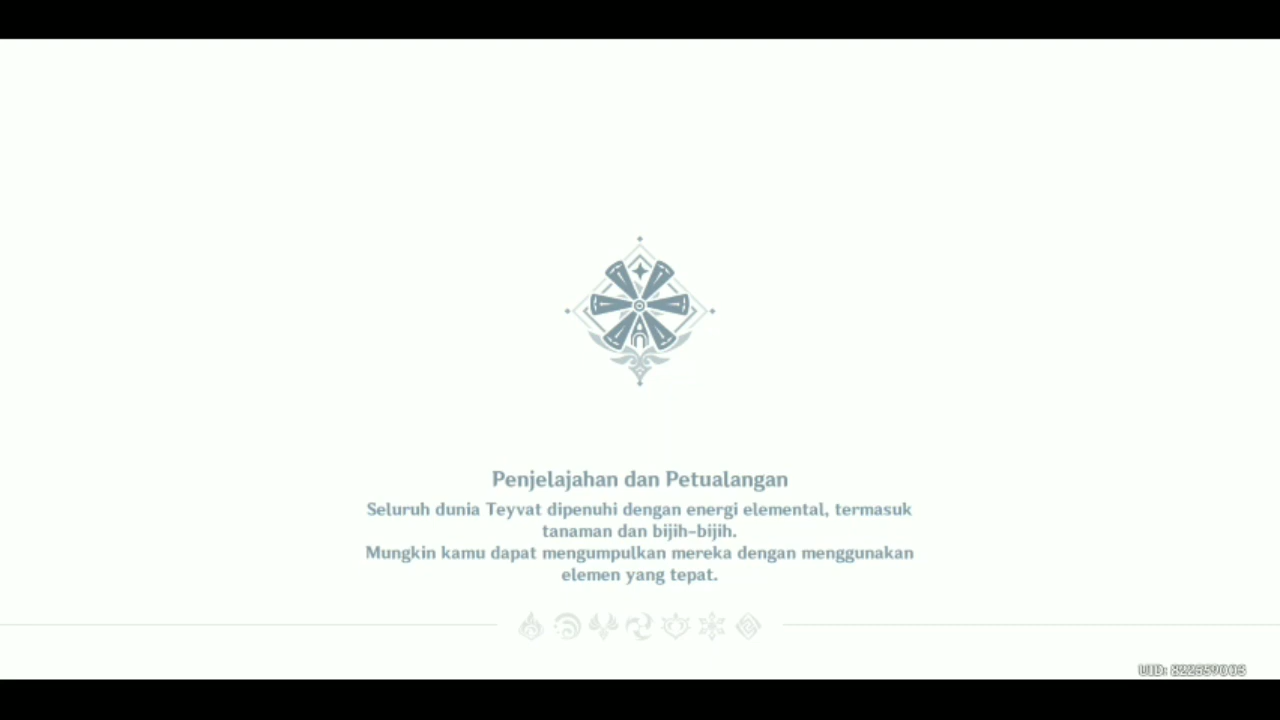 Penjelajahan dan Petualangan
Seluruh dunia Teyvat dipenuhi dengan energi elemental, termasuk
tanaman dan bijih-bijih.
Mungkin kamu dapat mengumpulkan mereka dengan menggunakan
elemen yang tepat.
UID: